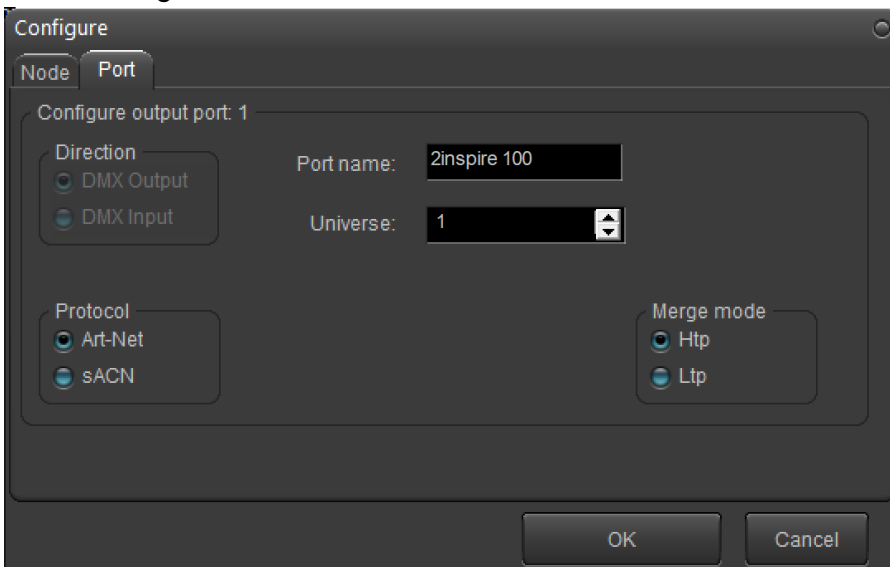 Configure
Node Port
Configure output port: 1
Direction
DMX Output
DMX Input
Port name: 2inspire 100
Universe: 1
Protocol
Art-Net
sACN
Merge mode
Htp
Ltp
OK Cancel